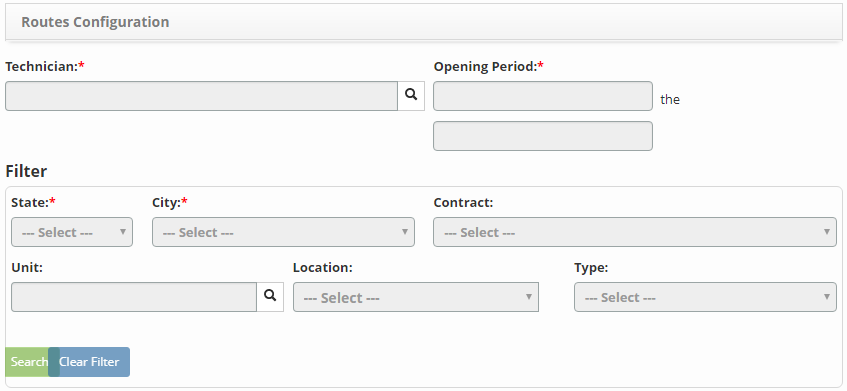 Routes Configuration
Technician:* Opening Period:*
the
Filter
State:* City:* Contract:
--- Select --- --- Select --- --- Select ---
Unit: Location: Type:
--- Select --- --- Select ---
Search Clear Filter